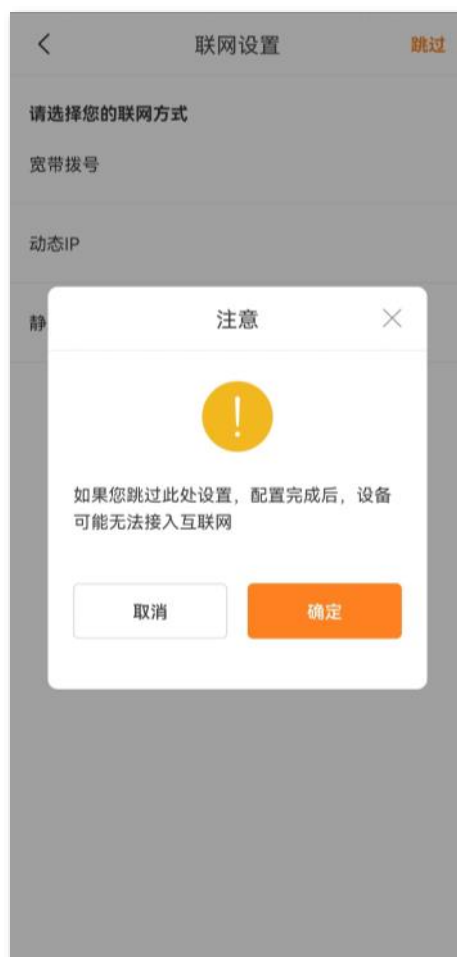 联网设置
跳过
请选择您的联网方式
宽带拨号
动态IP
静
注意
如果您跳过此处设置，配置完成后，设备
可能无法接入互联网
取消
确定